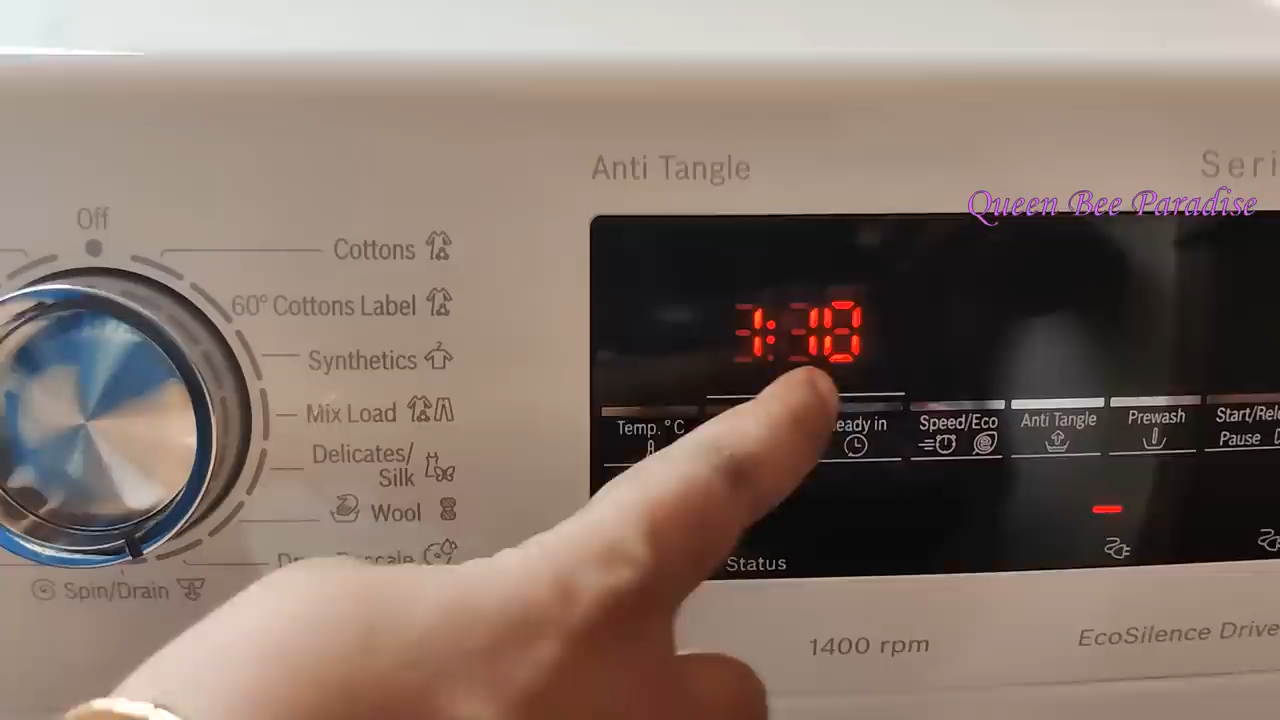 Anti Tangle
Seri
Queen Bee Paradise
Off
Cottons
60° Cottons Label
Synthetics
Mix Load
Delicates/
Silk
Wool
Spin/Drain
1:10
Temp. °C
Speed/Eco
Anti Tangle
Prewash
Start/Rel
Pause
eady in
Status
1400 rpm
EcoSilence Drive